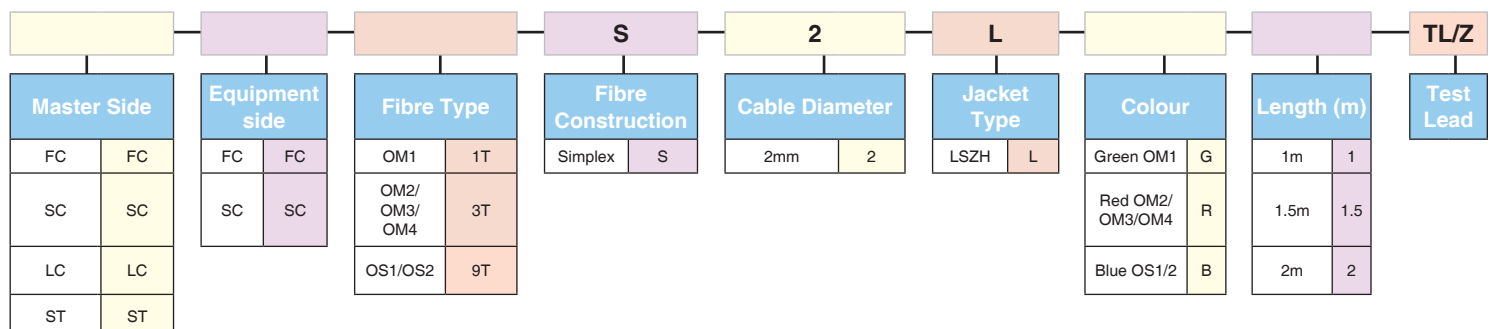 S 2 L TL/Z
Master Side
Equipment
side
Fibre Type
Fibre
Construction
Cable Diameter
Jacket
Type
Colour
Length (m)
Test
Lead
FC FC
SC SC
LC LC
ST ST
FC FC
SC SC
OM1 1T
OM2/
OM3/
OM4
3T
OS1/OS2 9T
Simplex S
2mm 2
LSZH L
Green OM1 G
Red OM2/
OM3/OM4
R
Blue OS1/2 B
1m 1
1.5m 1.5
2m 2